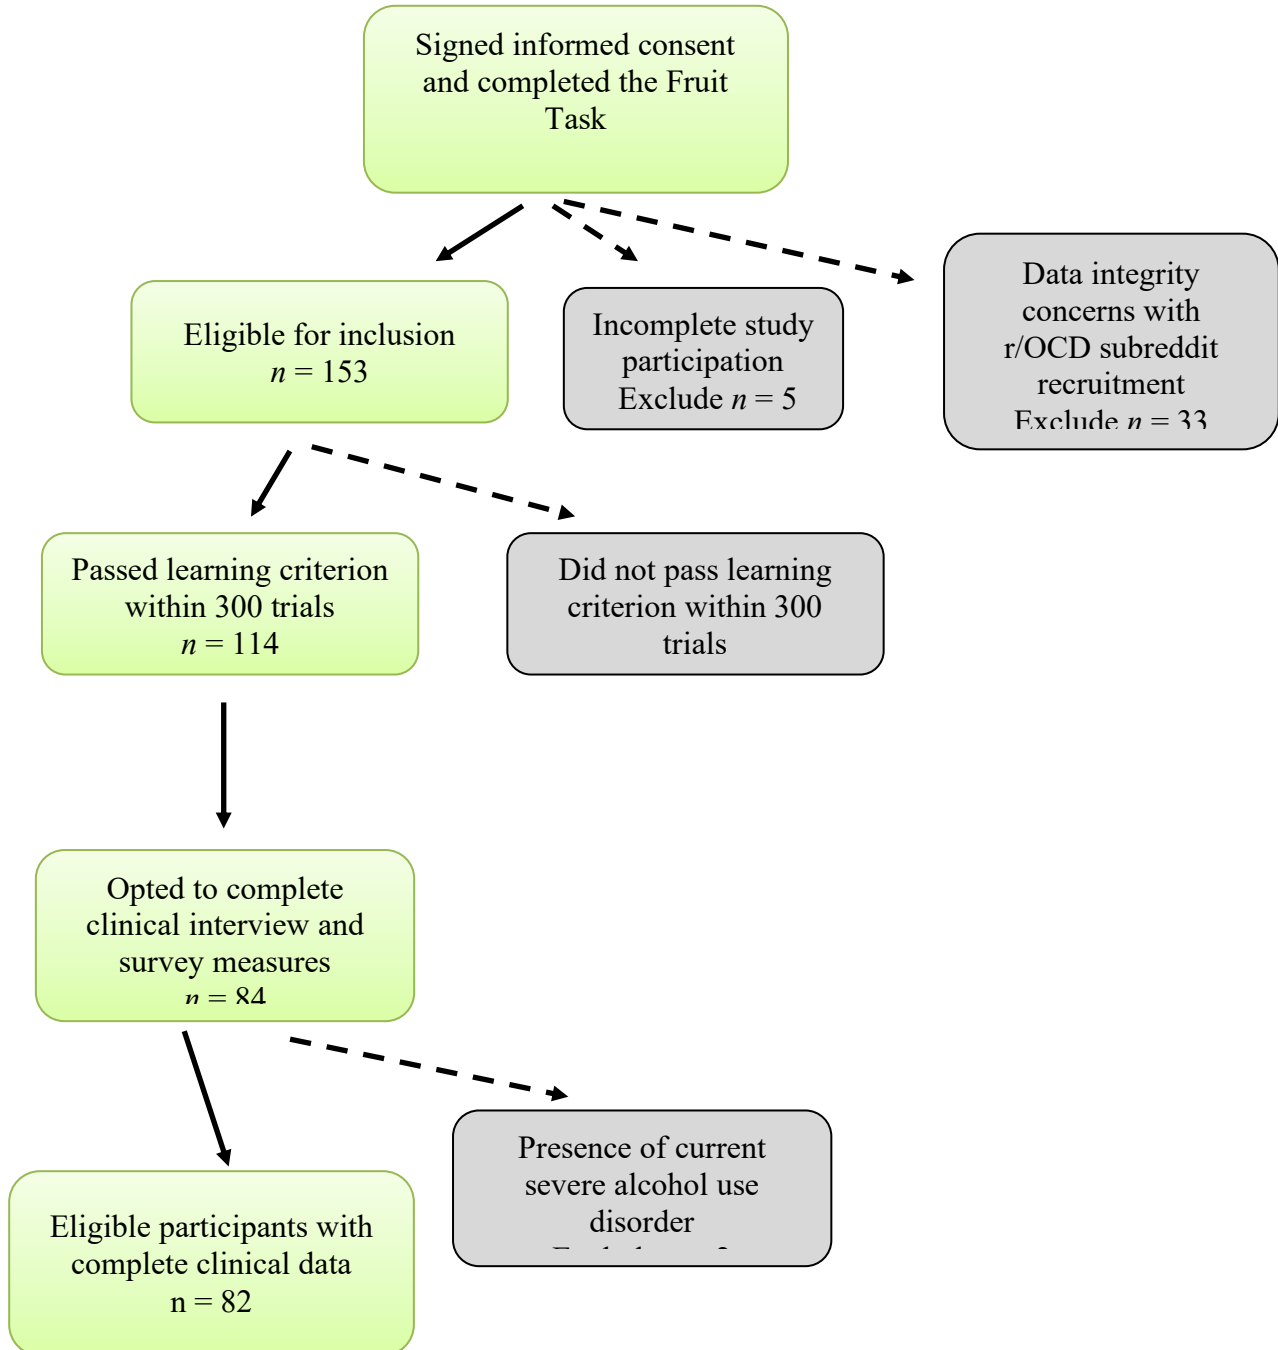 Signed informed consent
and completed the Fruit
Task
Eligible for inclusion
n = 153
Incomplete study
participation
Exclude n = 5
Data integrity
concerns with
r/OCD subreddit
recruitment
Exclude n = 33
Passed learning criterion
within 300 trials
n = 114
Did not pass learning
criterion within 300
trials
Opted to complete
clinical interview and
survey measures
n = 84
Presence of current
severe alcohol use
disorder
Eligible participants with
complete clinical data
n = 82